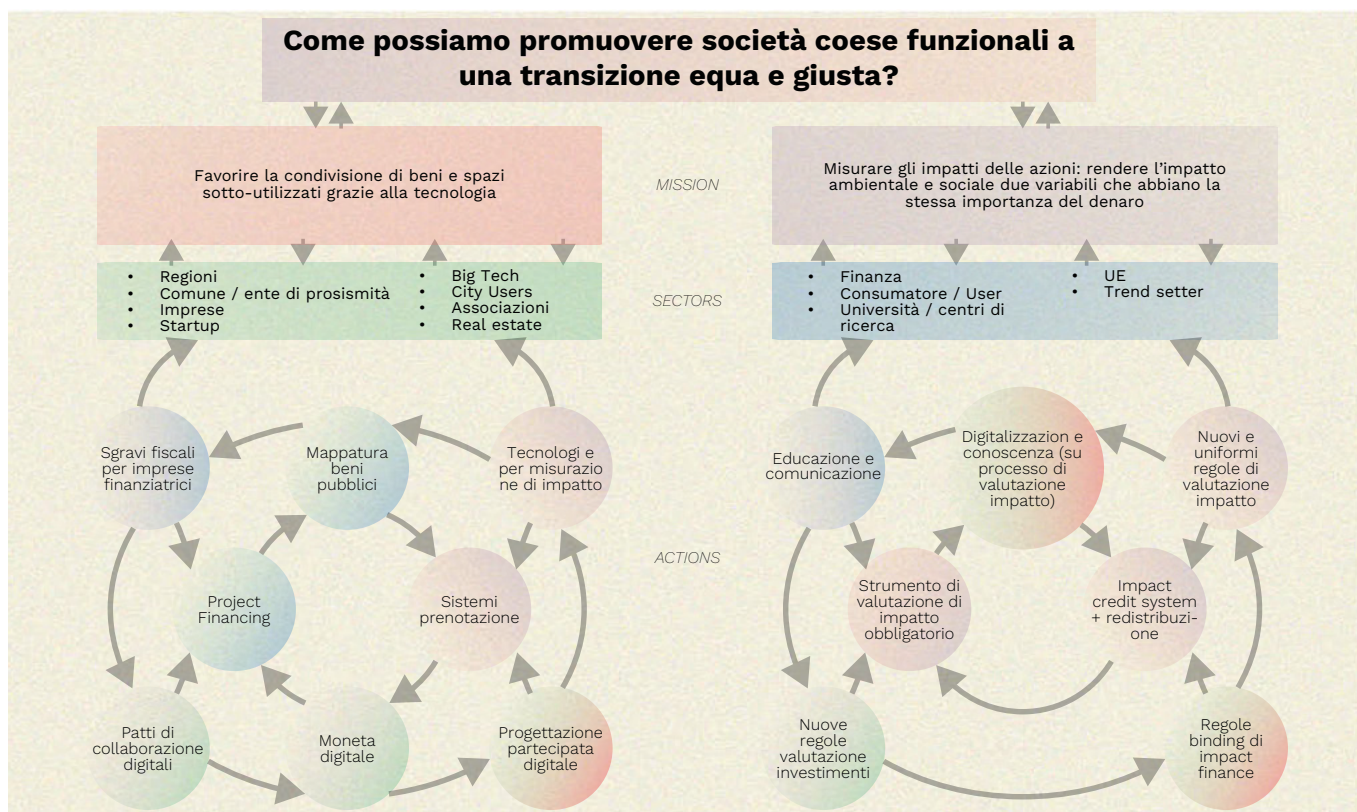 Come possiamo promuovere società coese funzionali a
una transizione equa e giusta?
Favorire la condivisione di beni e spazi
sotto-utilizzati grazie alla tecnologia
MISSION
Misurare gli impatti delle azioni: rendere l'impatto
ambientale e sociale due variabili che abbiano la
stessa importanza del denaro
• Regioni
• Comune / ente di prosismità
• Imprese
• Startup
• Big Tech
• City Users
• Associazioni
• Real estate
SECTORS
• Finanza
• Consumatore / User
• Università / centri di
ricerca
• UE
• Trend setter
Sgravi fiscali
per imprese
finanziatrici
Mappatura
beni
pubblici
Tecnologi e
per misurazio
ne di impatto
Project
Financing
Sistemi
prenotazione
Patti di
collaborazione
digitali
Moneta
digitale
Progettazione
partecipata
digitale
ACTIONS
Educazione e
comunicazione
Digitalizzazion e
conoscenza (su
processo di
valutazione
impatto)
Nuovi e
uniformi
regole di
valutazione
impatto
Strumento di
valutazione di
impatto
obbligatorio
Impact
credit system
+ redistribuzi-
one
Nuove
regole
valutazione
investimenti
Regole
binding di
impact
finance